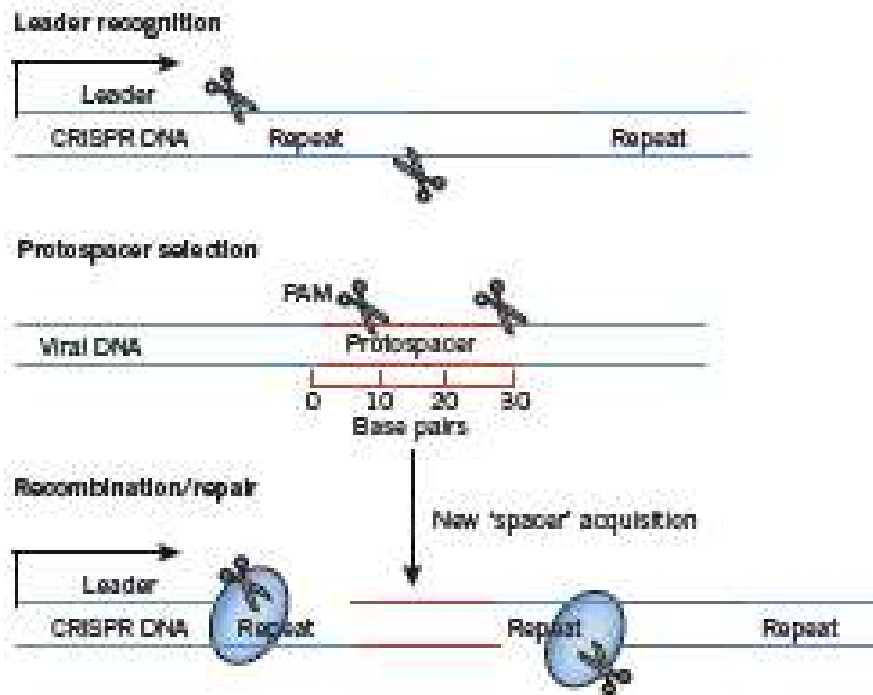 Leader recognition
Leader
CRISPR DNA Repeat Repeat
Protospacer selection
PAM
Viral DNA Protospacer
0 10 20 30
Base pairs
Recombination/repair
New 'spacer' acquisition
Leader
CRISPR DNA Repeat Repeat Repeat